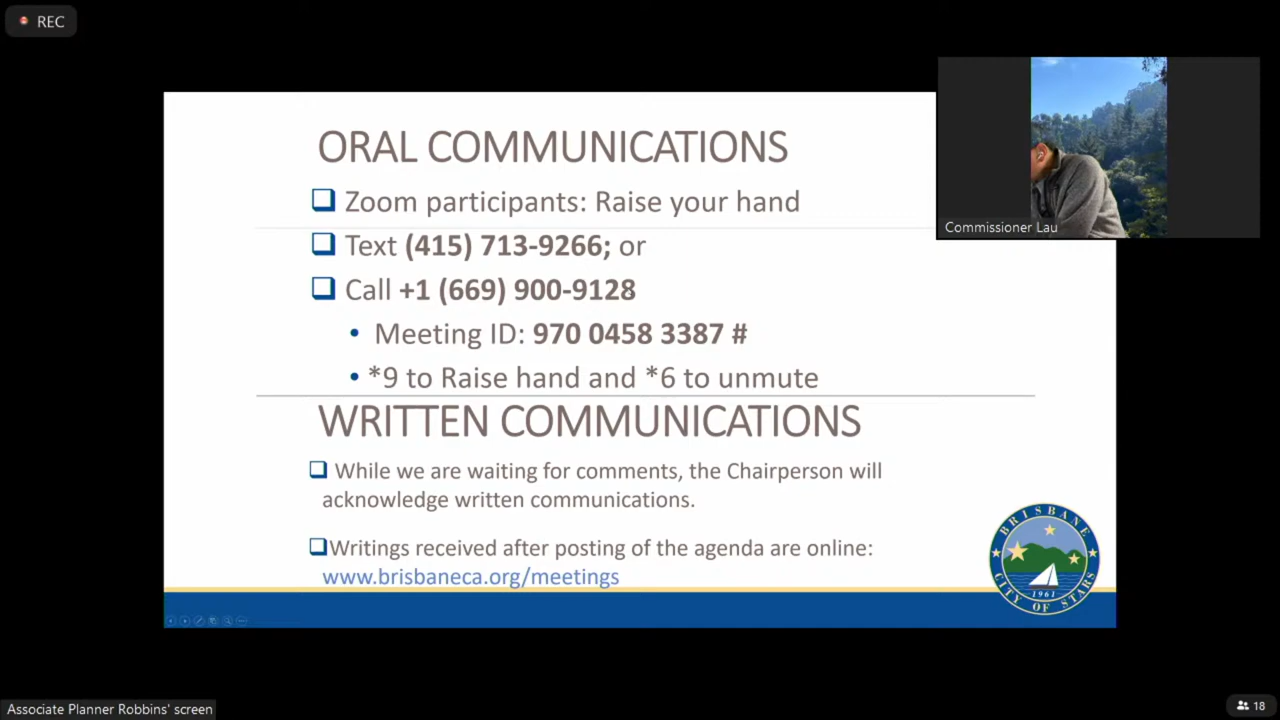 REC
ORAL COMMUNICATIONS
❑ Zoom participants: Raise your hand
❑ Text (415) 713-9266; or
❑ Call +1 (669) 900-9128
• Meeting ID: 970 0458 3387 #
• *9 to Raise hand and *6 to unmute
WRITTEN COMMUNICATIONS
❑ While we are waiting for comments, the Chairperson will
acknowledge written communications.
❑Writings received after posting of the agenda are online:
www.brisbaneca.org/meetings
Commissioner Lau
BRISBANE
1961
CITY OF STARS
Associate Planner Robbins' screen
18